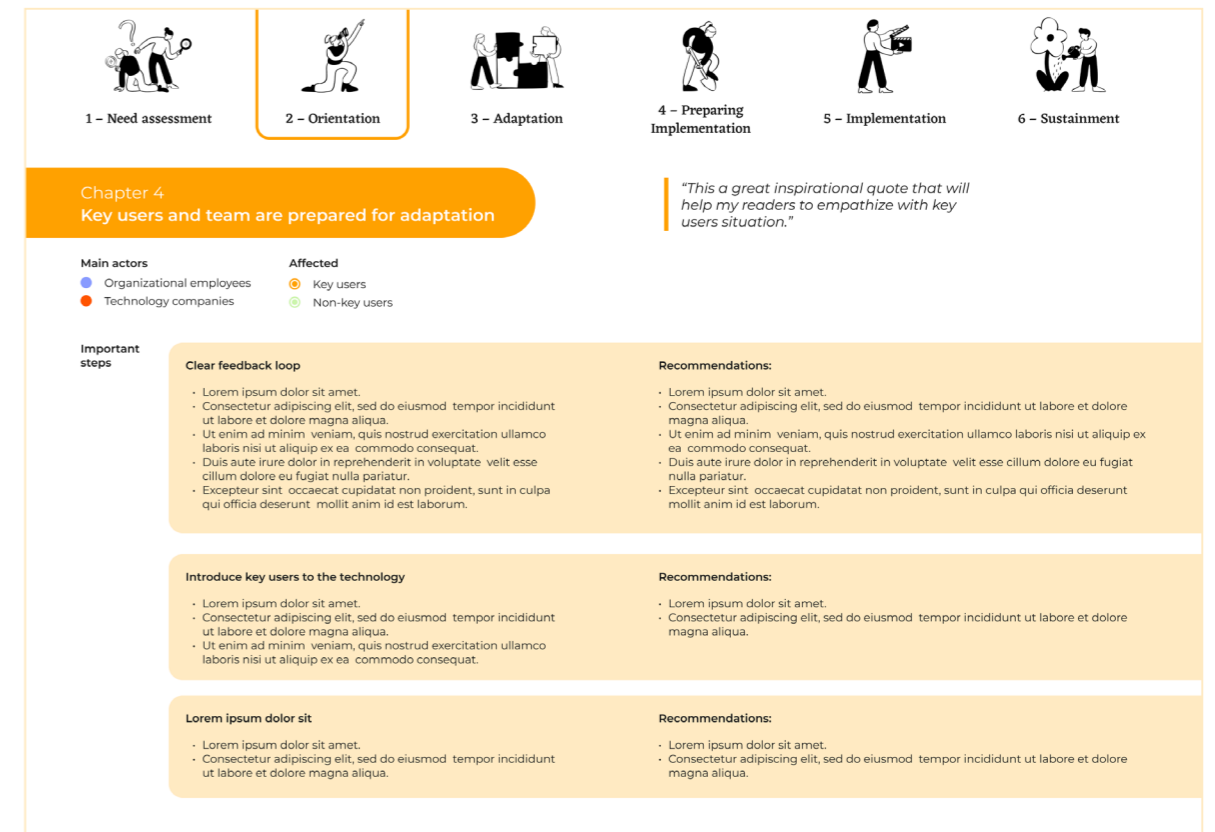 1 – Need assessment
2 – Orientation
3 – Adaptation
4 – Preparing
Implementation
5 – Implementation
6 – Sustainment
Chapter 4
Key users and team are prepared for adaptation
“This a great inspirational quote that will
help my readers to empathize with key
users situation.”
Main actors
Organizational employees
Technology companies
Affected
Key users
Non-key users
Important
steps
Clear feedback loop
• Lorem ipsum dolor sit amet.
• Consectetur adipiscing elit, sed do eiusmod tempor incididunt
ut labore et dolore magna aliqua.
• Ut enim ad minim veniam, quis nostrud exercitation ullamco
laboris nisi ut aliquip ex ea commodo consequat.
• Duis aute irure dolor in reprehenderit in voluptate velit esse
cillum dolore eu fugiat nulla pariatur.
• Excepteur sint occaecat cupidatat non proident, sunt in culpa
qui officia deserunt mollit anim id est laborum.
Recommendations:
• Lorem ipsum dolor sit amet.
• Consectetur adipiscing elit, sed do eiusmod tempor incididunt ut labore et dolore
magna aliqua.
• Ut enim ad minim veniam, quis nostrud exercitation ullamco laboris nisi ut aliquip ex
ea commodo consequat.
• Duis aute irure dolor in reprehenderit in voluptate velit esse cillum dolore eu fugiat
nulla pariatur.
• Excepteur sint occaecat cupidatat non proident, sunt in culpa qui officia deserunt
mollit anim id est laborum.
Introduce key users to the technology
• Lorem ipsum dolor sit amet.
• Consectetur adipiscing elit, sed do eiusmod tempor incididunt
ut labore et dolore magna aliqua.
• Ut enim ad minim veniam, quis nostrud exercitation ullamco
laboris nisi ut aliquip ex ea commodo consequat.
Recommendations:
• Lorem ipsum dolor sit amet.
• Consectetur adipiscing elit, sed do eiusmod tempor incididunt ut labore et dolore
magna aliqua.
Lorem ipsum dolor sit
• Lorem ipsum dolor sit amet.
• Consectetur adipiscing elit, sed do eiusmod tempor incididunt
ut labore et dolore magna aliqua.
Recommendations:
• Lorem ipsum dolor sit amet.
• Consectetur adipiscing elit, sed do eiusmod tempor incididunt ut labore et dolore
magna aliqua.